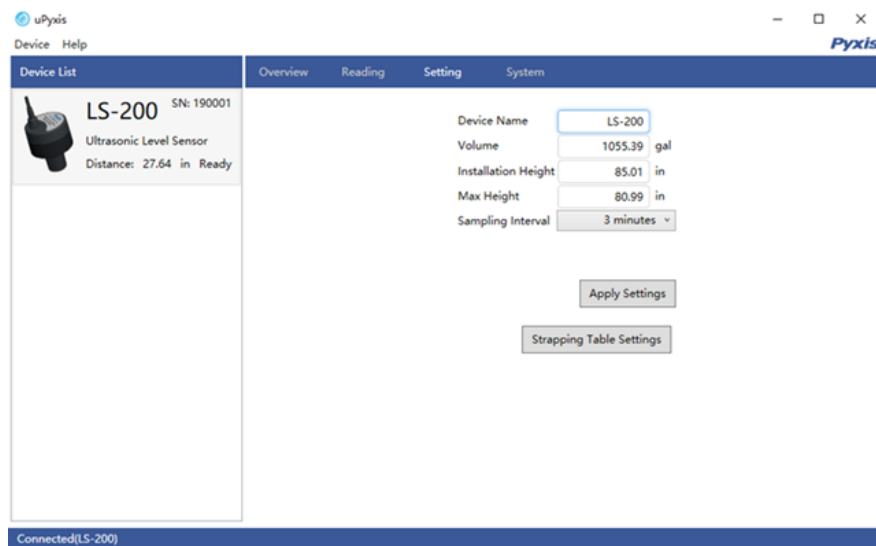 uPyxis
Device Help
Pyxis
Device List
Overview Reading Setting System
LS-200 SN: 190001
Ultrasonic Level Sensor
Distance: 27.64 in Ready
Device Name LS-200
Volume 1055.39 gal
Installation Height 85.01 in
Max Height 80.99 in
Sampling Interval 3 minutes
Apply Settings
Strapping Table Settings
Connected(LS-200)